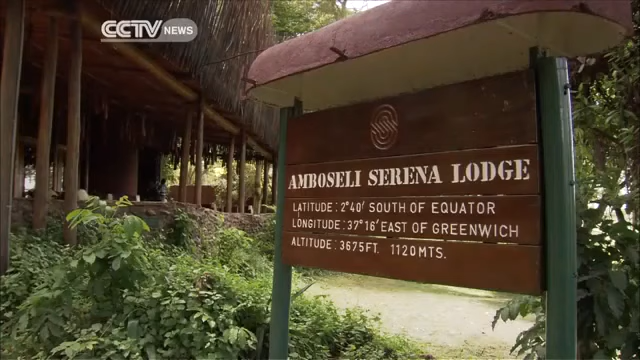 CCTV NEWS
AMBOSELI SERENA LODGE
LATITUDE: 2°40' SOUTH OF EQUATOR
LONGITUDE: 37°16' EAST OF GREENWICH
ALTITUDE: 3675FT. 1120MTS.